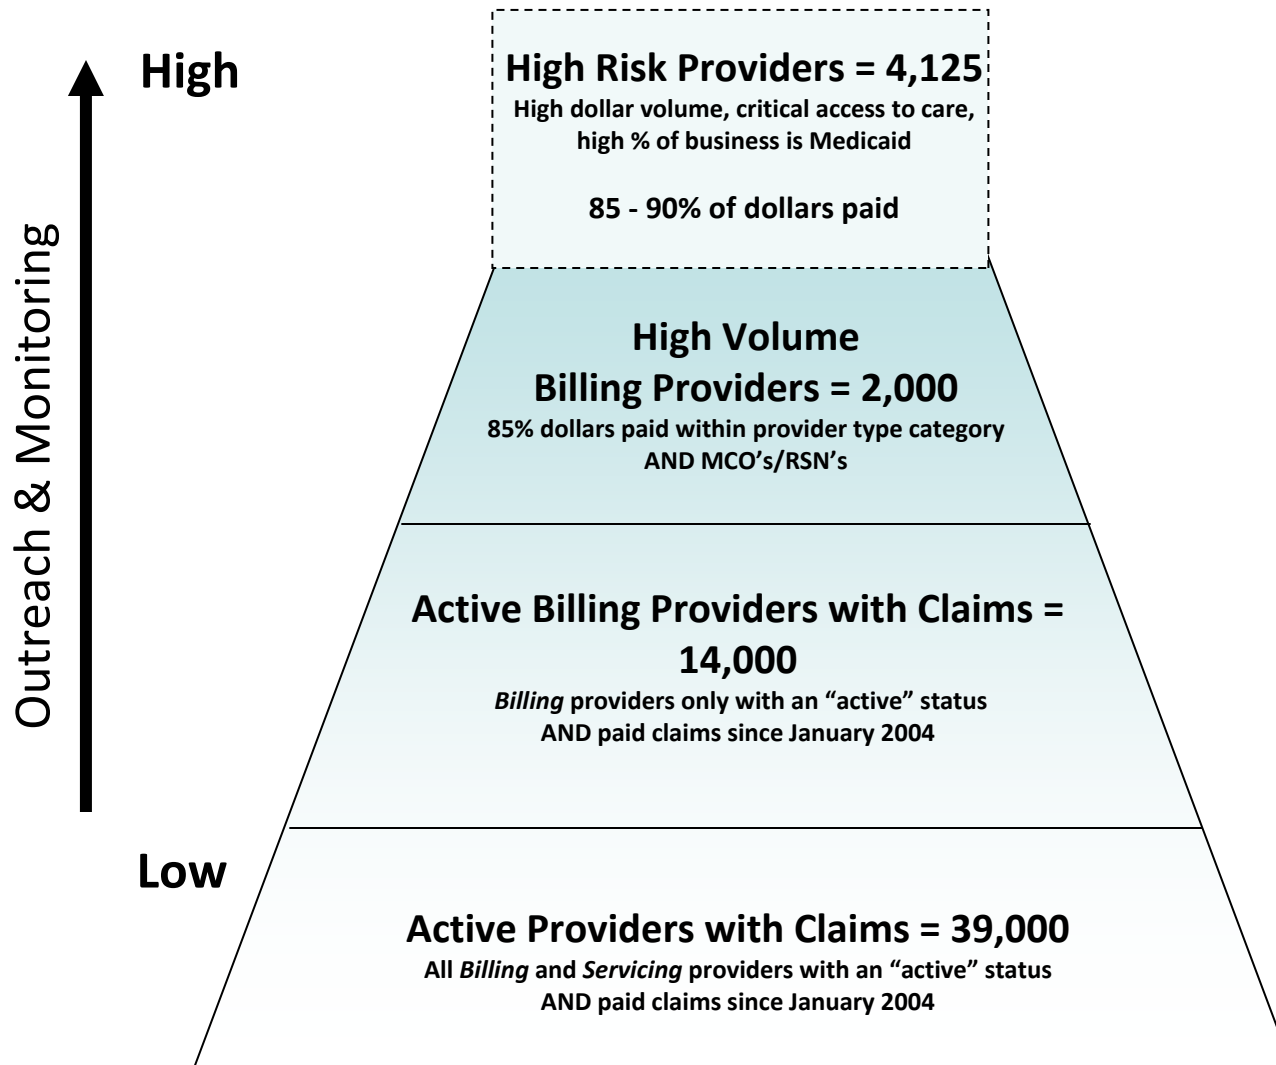 High
High Risk Providers = 4,125
High dollar volume, critical access to care,
high % of business is Medicaid
85 - 90% of dollars paid
Outreach & Monitoring
High Volume
Billing Providers = 2,000
85% dollars paid within provider type category
AND MCO’s/RSN’s
Active Billing Providers with Claims =
14,000
Billing providers only with an “active” status
AND paid claims since January 2004
Low
Active Providers with Claims = 39,000
All Billing and Servicing providers with an “active” status
AND paid claims since January 2004